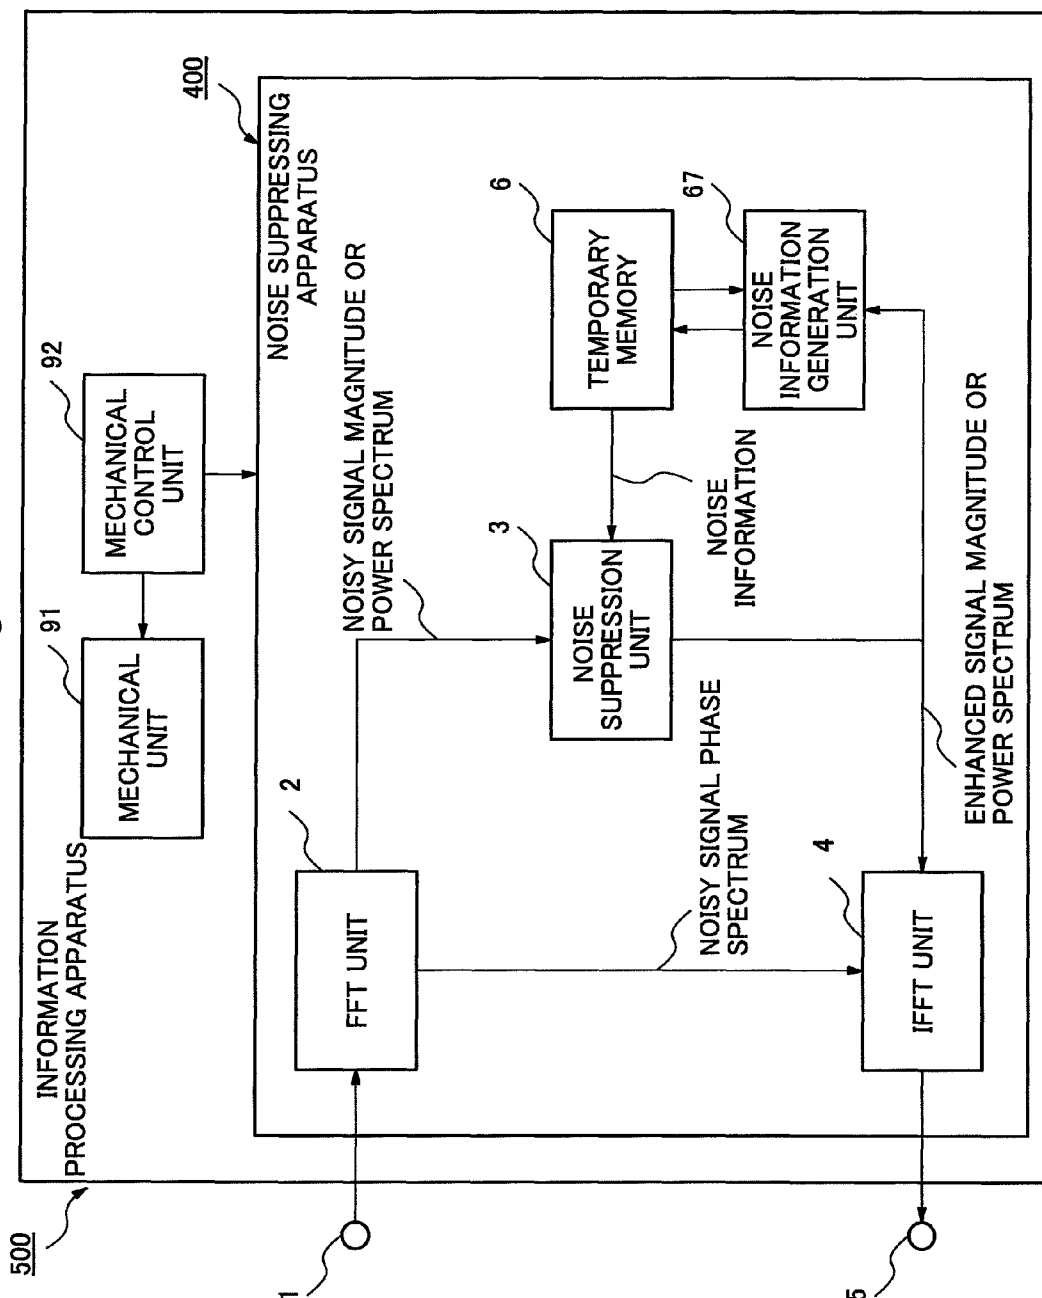 500
INFORMATION
PROCESSING APPARATUS
91
MECHANICAL
UNIT
92
MECHANICAL
CONTROL
UNIT
400
NOISE SUPPRESSING
APPARATUS
1
2
FFT UNIT
NOISY SIGNAL MAGNITUDE OR
POWER SPECTRUM
3
NOISE
SUPPRESSION
UNIT
6
TEMPORARY
MEMORY
NOISE
INFORMATION
67
NOISE
INFORMATION
GENERATION
UNIT
NOISY SIGNAL PHASE
SPECTRUM
4
IFFT UNIT
ENHANCED SIGNAL MAGNITUDE OR
POWER SPECTRUM
5